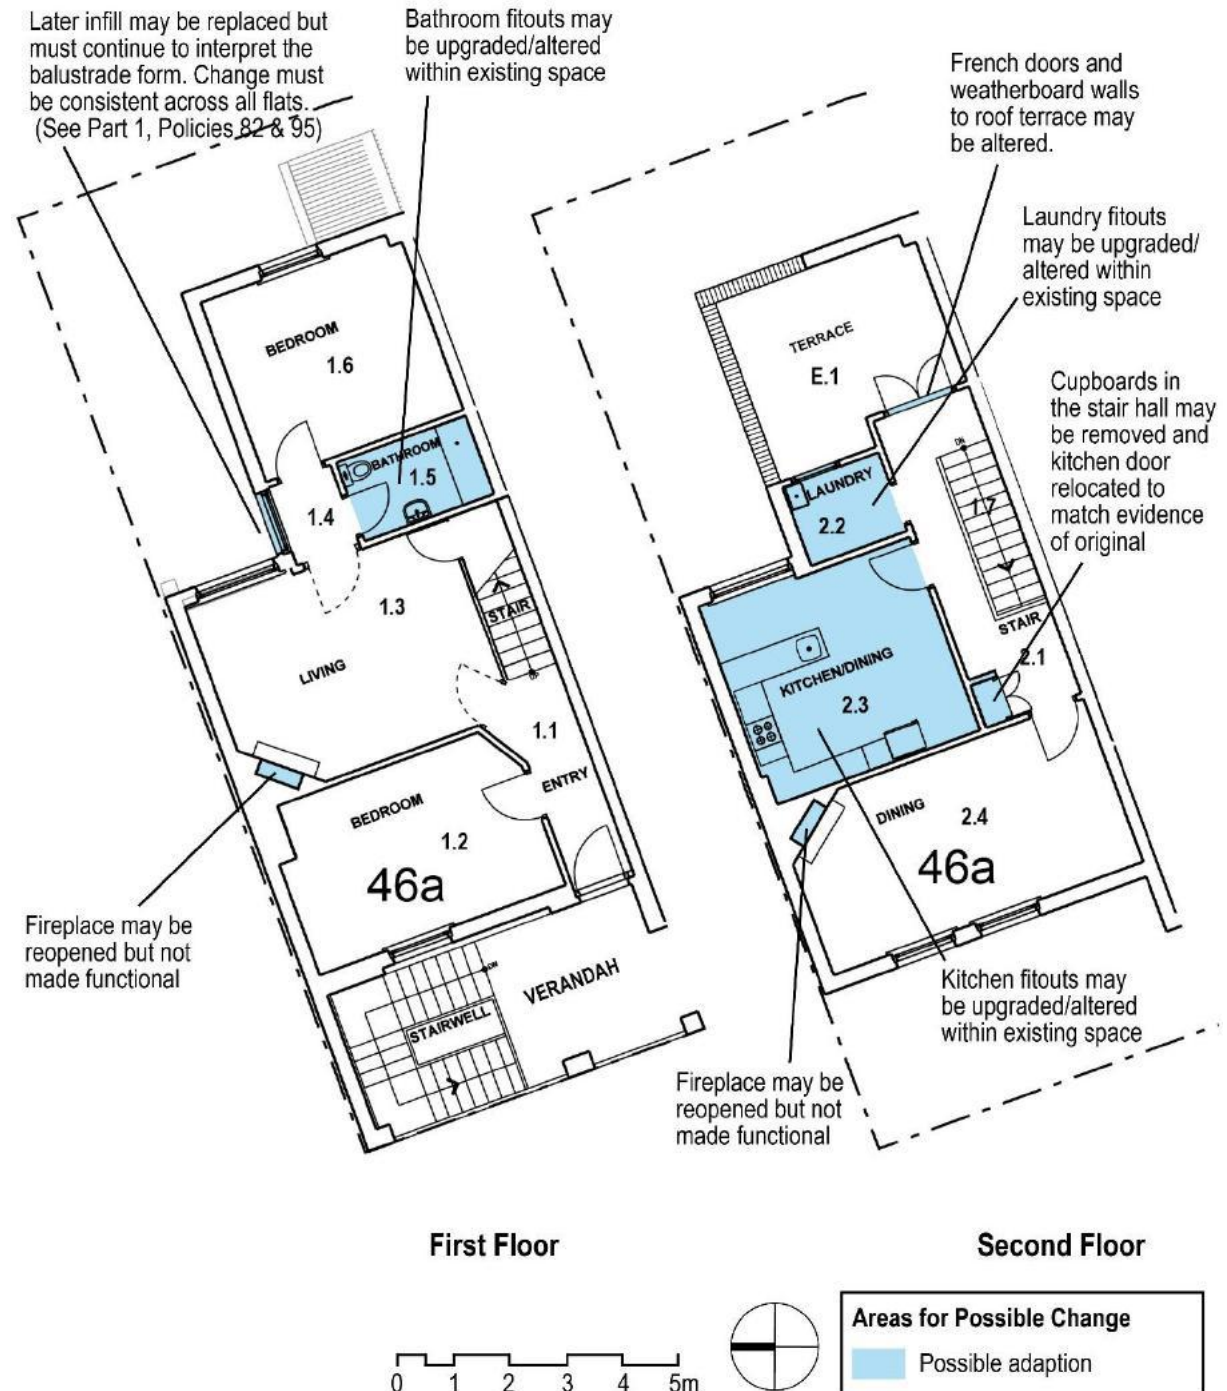 Later infill may be replaced but
must continue to interpret the
balustrade form. Change must
be consistent across all flats.
(See Part 1, Policies 82 & 95)
Bathroom fitouts may
be upgraded/altered
within existing space
French doors and
weatherboard walls
to roof terrace may
be altered.
Laundry fitouts
may be upgraded/
altered within
existing space
Cupboards in
the stair hall may
be removed and
kitchen door
relocated to
match evidence
of original
BEDROOM
1.6
BATHROOM
1.5
1.4
1.3
STAIR
LIVING
1.1
ENTRY
BEDROOM
1.2
46a
DN
VERANDAH
STAIRWELL
Fireplace may be
reopened but not
made functional
TERRACE
E.1
DN
LAUNDRY
2.2
1.7
STAIR
2.1
KITCHEN/DINING
2.3
DINING
2.4
46a
Kitchen fitouts may
be upgraded/altered
within existing space
Fireplace may be
reopened but not
made functional
First Floor
Second Floor
0 1 2 3 4 5m
Areas for Possible Change
Possible adaption